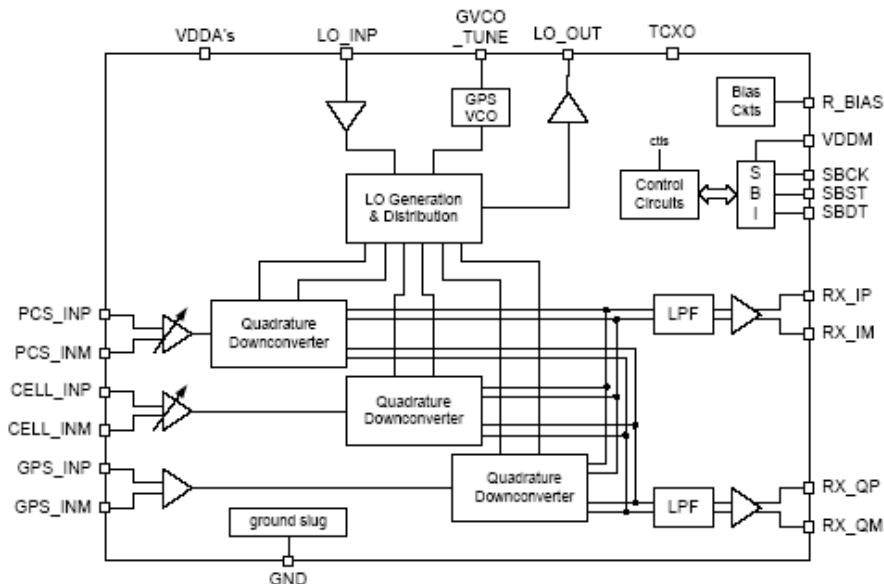 VDDA's
LO_INP
GVCO
_TUNE
LO_OUT
TCXO
GPS
VCO
Bias
Ckts
R_BIAS
VDDM
ctls
Control
Circuits
S
B
I
SBCK
SBST
SBDT
LO Generation
& Distribution
PCS_INP
PCS_INM
Quadrature
Downconverter
LPF
RX_IP
RX_IM
CELL_INP
CELL_INM
Quadrature
Downconverter
GPS_INP
GPS_INM
Quadrature
Downconverter
LPF
RX_QP
RX_QM
ground slug
GND